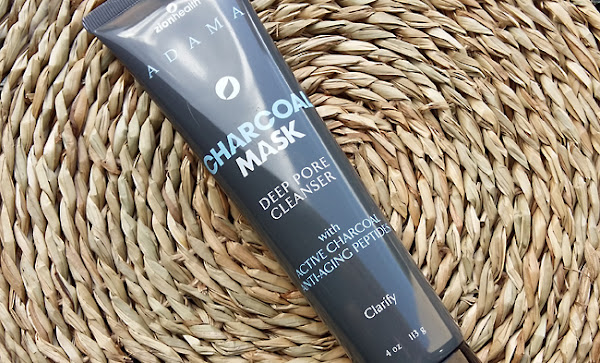 zionhealth
ADAMA
CHARCOAL
MASK
DEEP PORE
CLEANSER
with
ACTIVE CHARCOAL
ANTI-AGING PEPTIDES
Clarify
4 oz 113 g